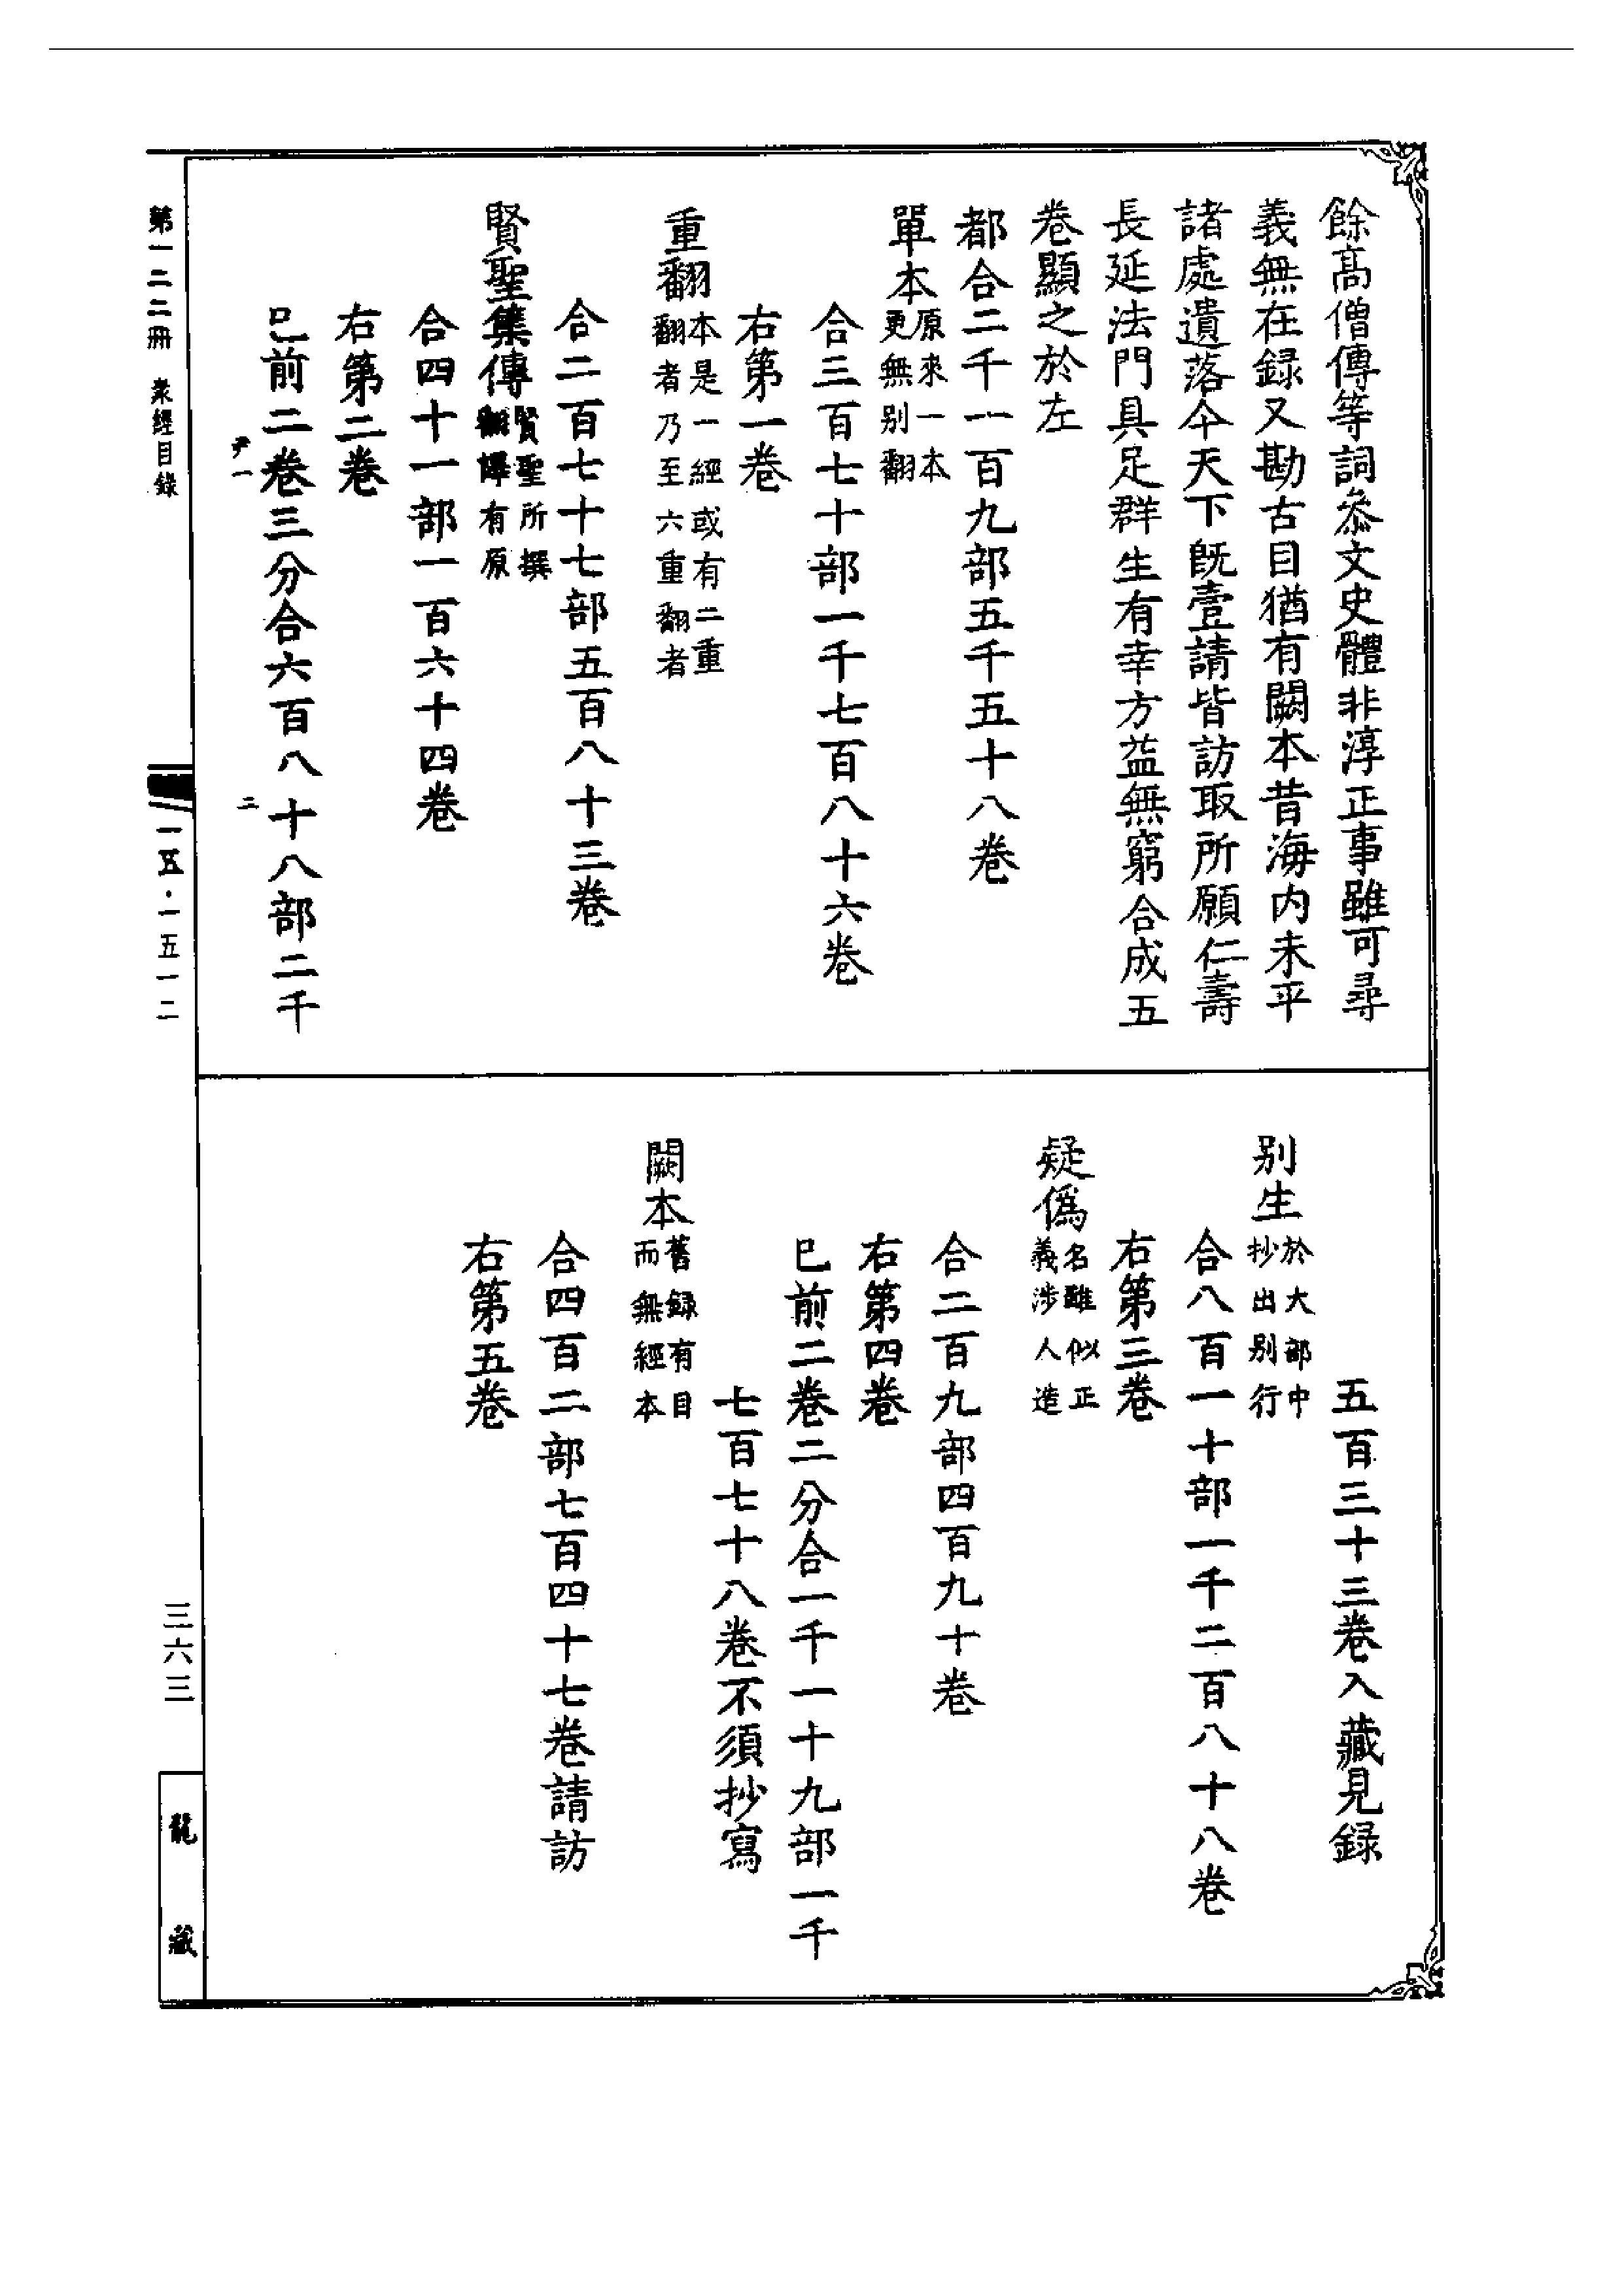 餘髙僧傳等詞叅文史體非淳正事雖可尋
義無在録又勘古目猶有闕本昔海内未平
諸處遺落今天下既壹請皆訪取所願仁壽
長延法門具足群生有幸方益無窮合成五
卷顯之於左
都合二千一百九部五千五十八卷
單本原來一本更無别翻
合三百七十部一千七百八十六卷
右第一卷
重翻本是一經或有二重翻者乃至六重翻者
合二百七十七部五百八十三卷
賢聖集傳賢聖所撰翻譯有原
合四十一部一百六十四卷
右第二卷
已前二卷三分合六百八十八部二千
尹一
二
五百三十三卷入藏見録
别生於大部中抄出别行
合八百一十部一千二百八十八卷
右第三卷
疑僞名雖似正義涉人造
合二百九部四百九十卷
右第四卷
已前二卷二分合一千一十九部一千
七百七十八卷不須抄寫
闕本舊録有目而無經本
合四百二部七百四十七卷請訪
右第五卷
第一二二冊 衆經目錄
一一五·一五一二
三六三
龍藏